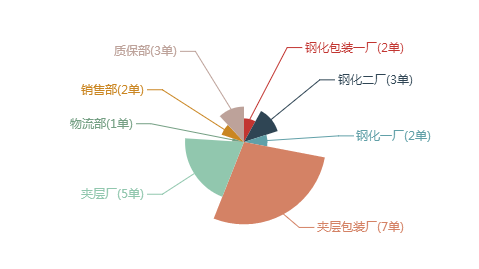 钢化包装一厂(2单)
质保部(3单)
钢化二厂(3单)
销售部(2单)
物流部(1单)
钢化一厂(2单)
夹层厂(5单)
夹层包装厂(7单)